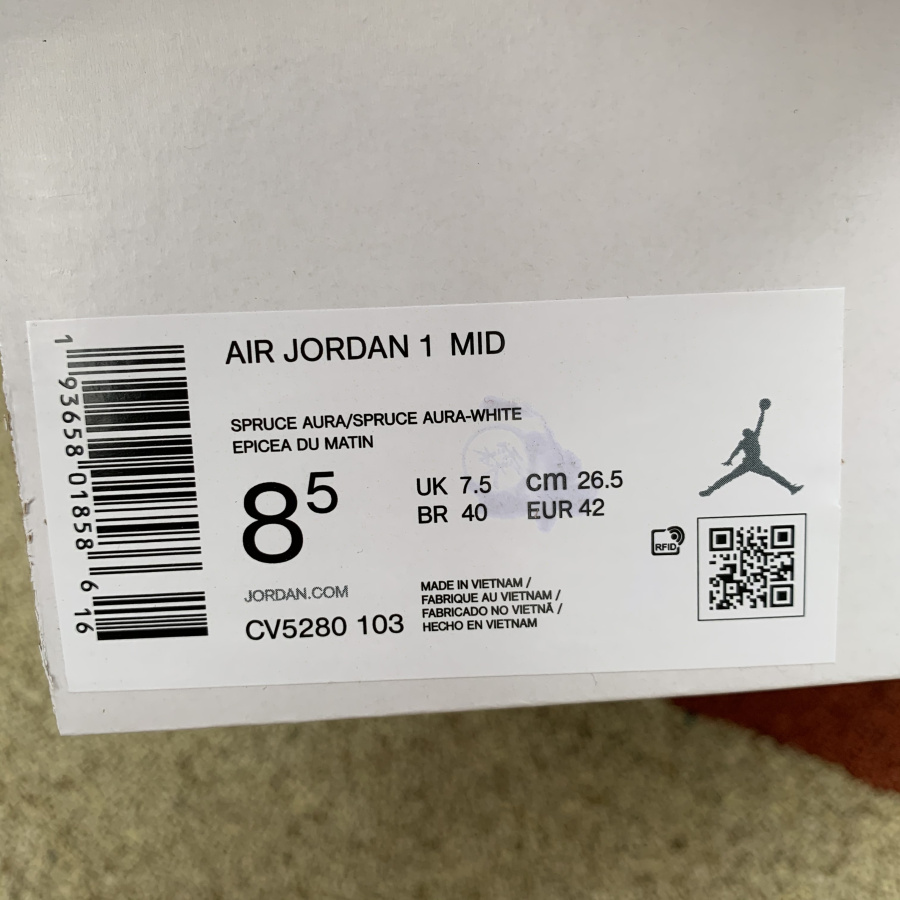 AIR JORDAN 1 MID
SPRUCE AURA/SPRUCE AURA-WHITE
EPICEA DU MATIN
8 5
UK 7.5 cm 26.5
BR 40 EUR 42
RFID
JORDAN.COM
CV5280 103
MADE IN VIETNAM /
FABRIQUE AU VIETNAM /
FABRICADO NO VIETNÃ /
HECHO EN VIETNAM
1 93658 01858 6 16